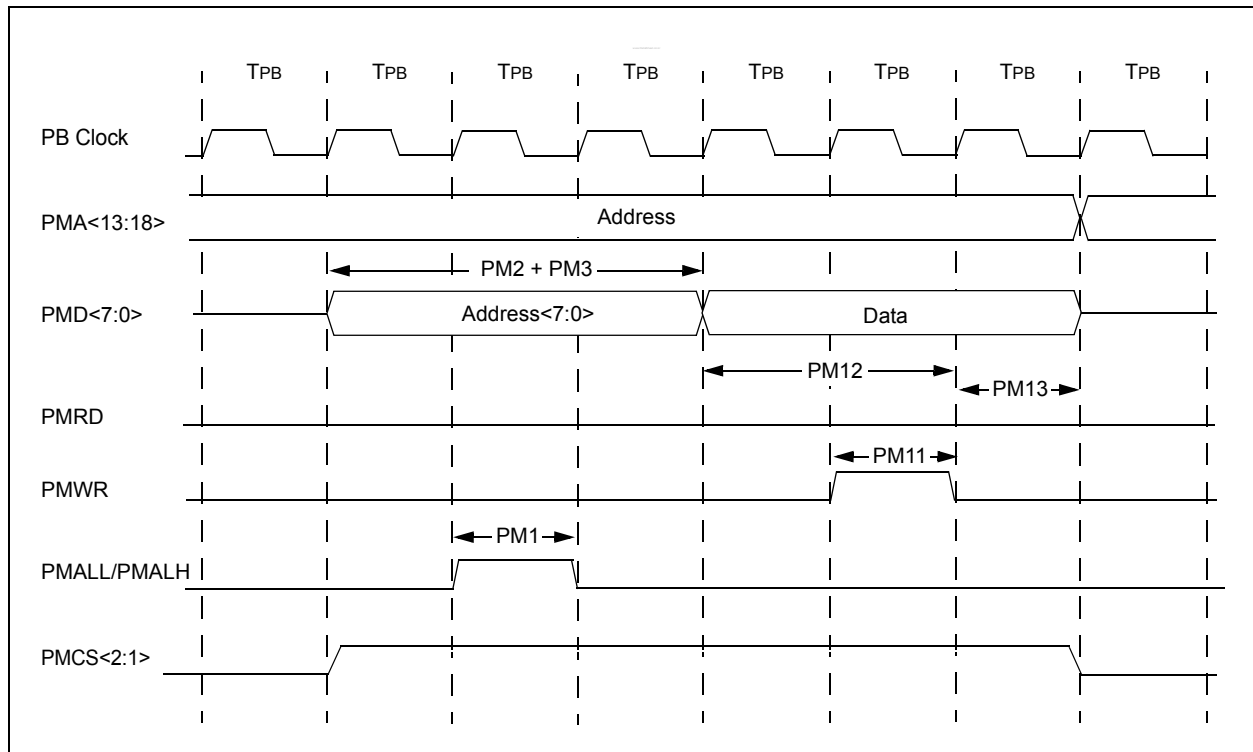 TPB TPB TPB TPB TPB TPB TPB TPB
PB Clock
PMA<13:18>
Address
PM2 + PM3
PMD<7:0>
Address<7:0>
Data
PM12
PM13
PMRD
PM11
PMWR
PM1
PMALL/PMALH
PMCS<2:1>